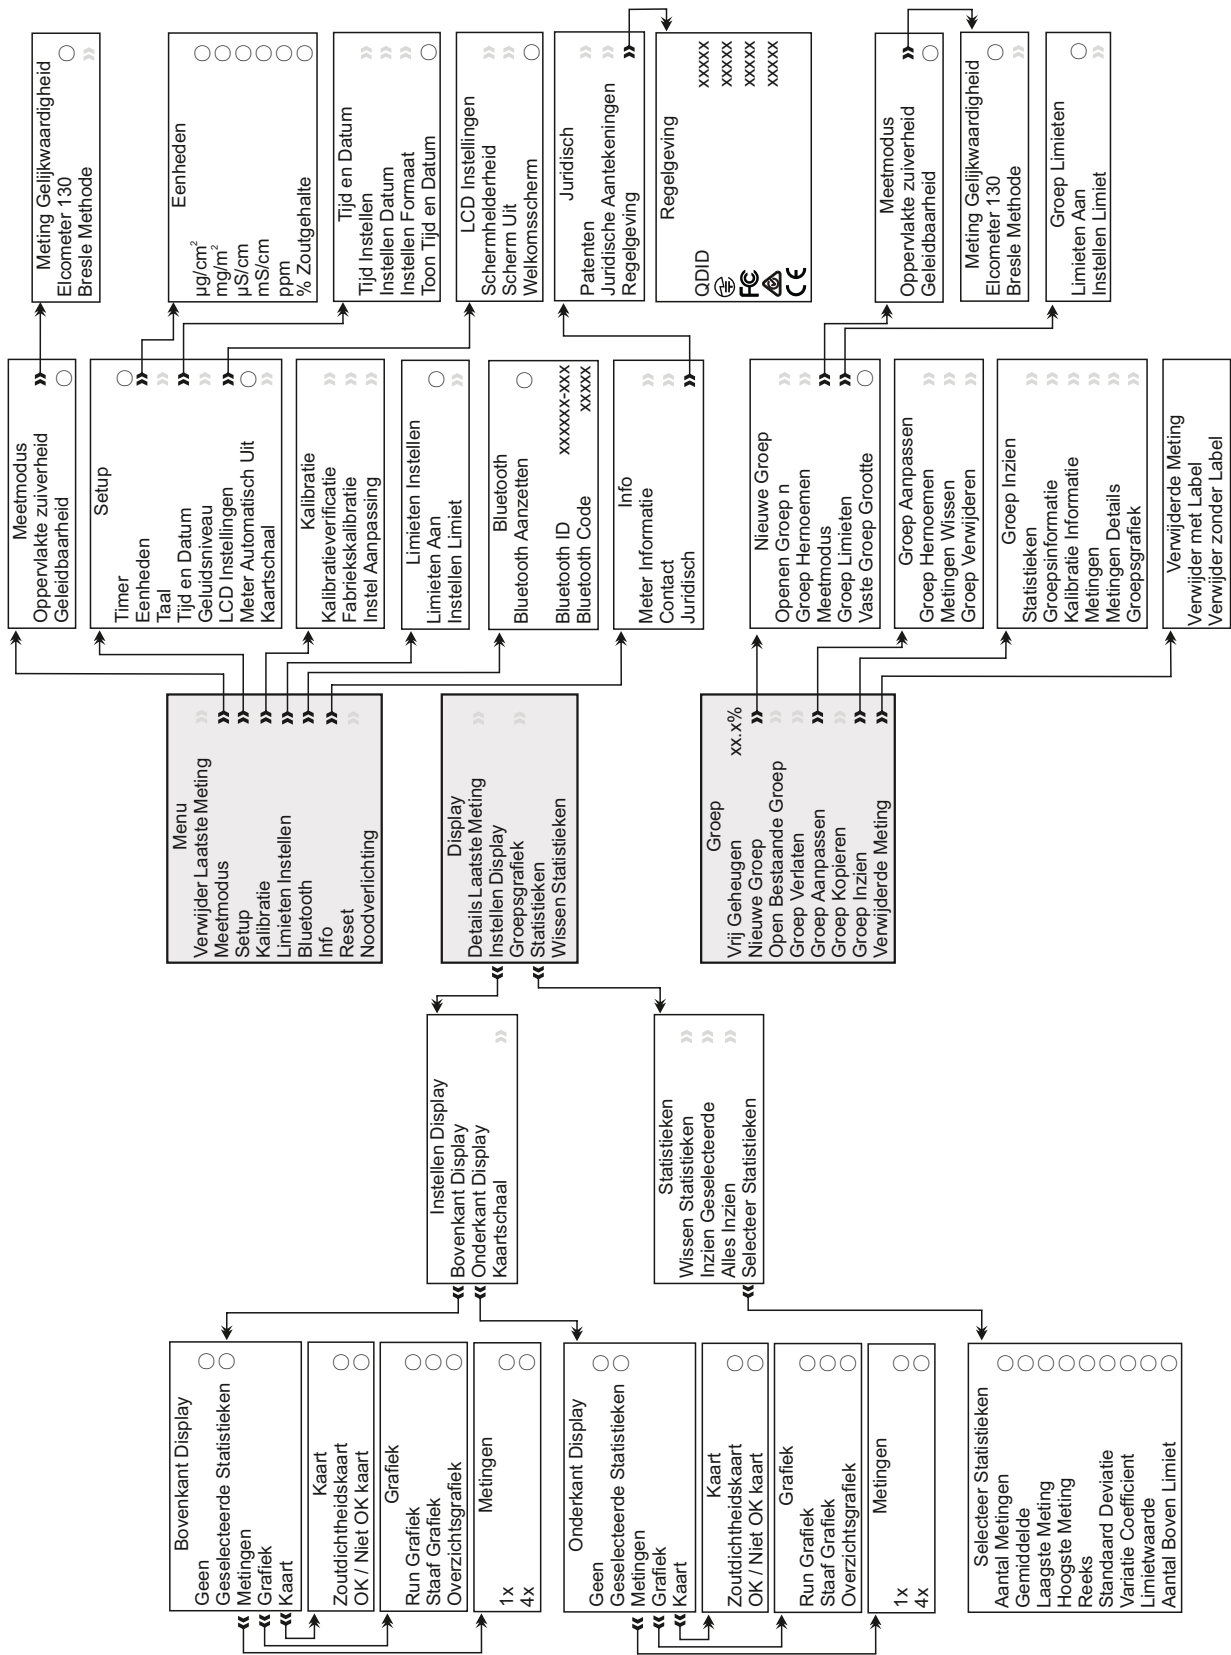 Bovenkant Display
Geen
Geselecteerde Statistieken
Metingen
Grafiek
Kaart
Kaart
Zoutdichtheidskaart
OK / Niet OK kaart
Grafiek
Run Grafiek
Staaf Grafiek
Overzichtsgrafiek
Metingen
1x
4x
Onderkant Display
Geen
Geselecteerde Statistieken
Metingen
Grafiek
Kaart
Kaart
Zoutdichtheidskaart
OK / Niet OK kaart
Grafiek
Run Grafiek
Staaf Grafiek
Overzichtsgrafiek
Metingen
1x
4x
Selecteer Statistieken
Aantal Metingen
Gemiddelde
Laagste Meting
Hoogste Meting
Reeks
Standaard Deviatie
Variatie Coefficient
Limietwaarde
Aantal Boven Limiet
Instellen Display
Bovenkant Display
Onderkant Display
Kaartschaal
Statistieken
Wissen Statistieken
Inzien Geselecteerde
Alles Inzien
Selecteer Statistieken
Menu
Verwijder Laatste Meting
Meetmodus
Setup
Kalibratie
Limieten Instellen
Bluetooth
Info
Reset
Noodverlichting
Display
Details Laatste Meting
Instellen Display
Groepsgrafiek
Statistieken
Wissen Statistieken
Groep
Vrij Geheugen xx.x%
Nieuwe Groep
Open Bestaande Groep
Groep Verlaten
Groep Aanpassen
Groep Kopieren
Groep Inzien
Verwijderde Meting
Meetmodus
Oppervlakte zuiverheid
Geleidbaarheid
Setup
Timer
Eenheden
Taal
Tijd en Datum
Geluidsniveau
LCD Instellingen
Meter Automatisch Uit
Kaartschaal
Kalibratie
Kalibratieverificatie
Fabriekskalibratie
Instel Aanpassing
Limieten Instellen
Limieten Aan
Instellen Limiet
Bluetooth
Bluetooth Aanzetten
Bluetooth ID xxxxxx-xxx
Bluetooth Code xxxxx
Info
Meter Informatie
Contact
Juridisch
Nieuwe Groep
Openen Groep n
Groep Hernoemen
Meetmodus
Groep Limieten
Vaste Groep Grootte
Groep Aanpassen
Groep Hernoemen
Metingen Wissen
Groep Verwijderen
Groep Inzien
Statistieken
Groepsinformatie
Kalibratie Informatie
Metingen
Metingen Details
Groepsgrafiek
Verwijderde Meting
Verwijder met Label
Verwijder zonder Label
Meting Gelijkwaardigheid
Elcometer 130
Bresle Methode
Eenheden
µg/cm²
mg/m²
µS/cm
mS/cm
ppm
% Zoutgehalte
Tijd en Datum
Tijd Instellen
Instellen Datum
Instellen Formaat
Toon Tijd en Datum
LCD Instellingen
Schermhelderheid
Scherm Uit
Welkomsscherm
Juridisch
Patenten
Juridische Aantekeningen
Regelgeving
Regelgeving
QDID xxxxx
xxxxx
FC xxxxx
CE xxxxx
Meetmodus
Oppervlakte zuiverheid
Geleidbaarheid
Meting Gelijkwaardigheid
Elcometer 130
Bresle Methode
Groep Limieten
Limieten Aan
Instellen Limiet